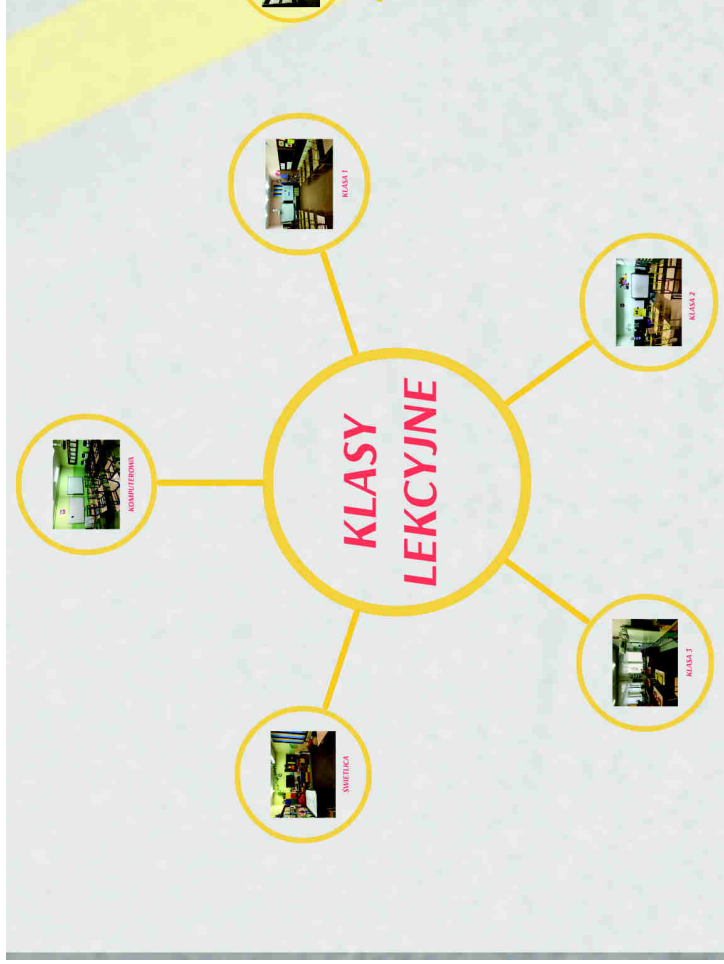 KLASY
LEKCYJNE
KOMPUTEROWA
KLASA 1
KLASA 2
KLASA 3
ŚWIETLICA